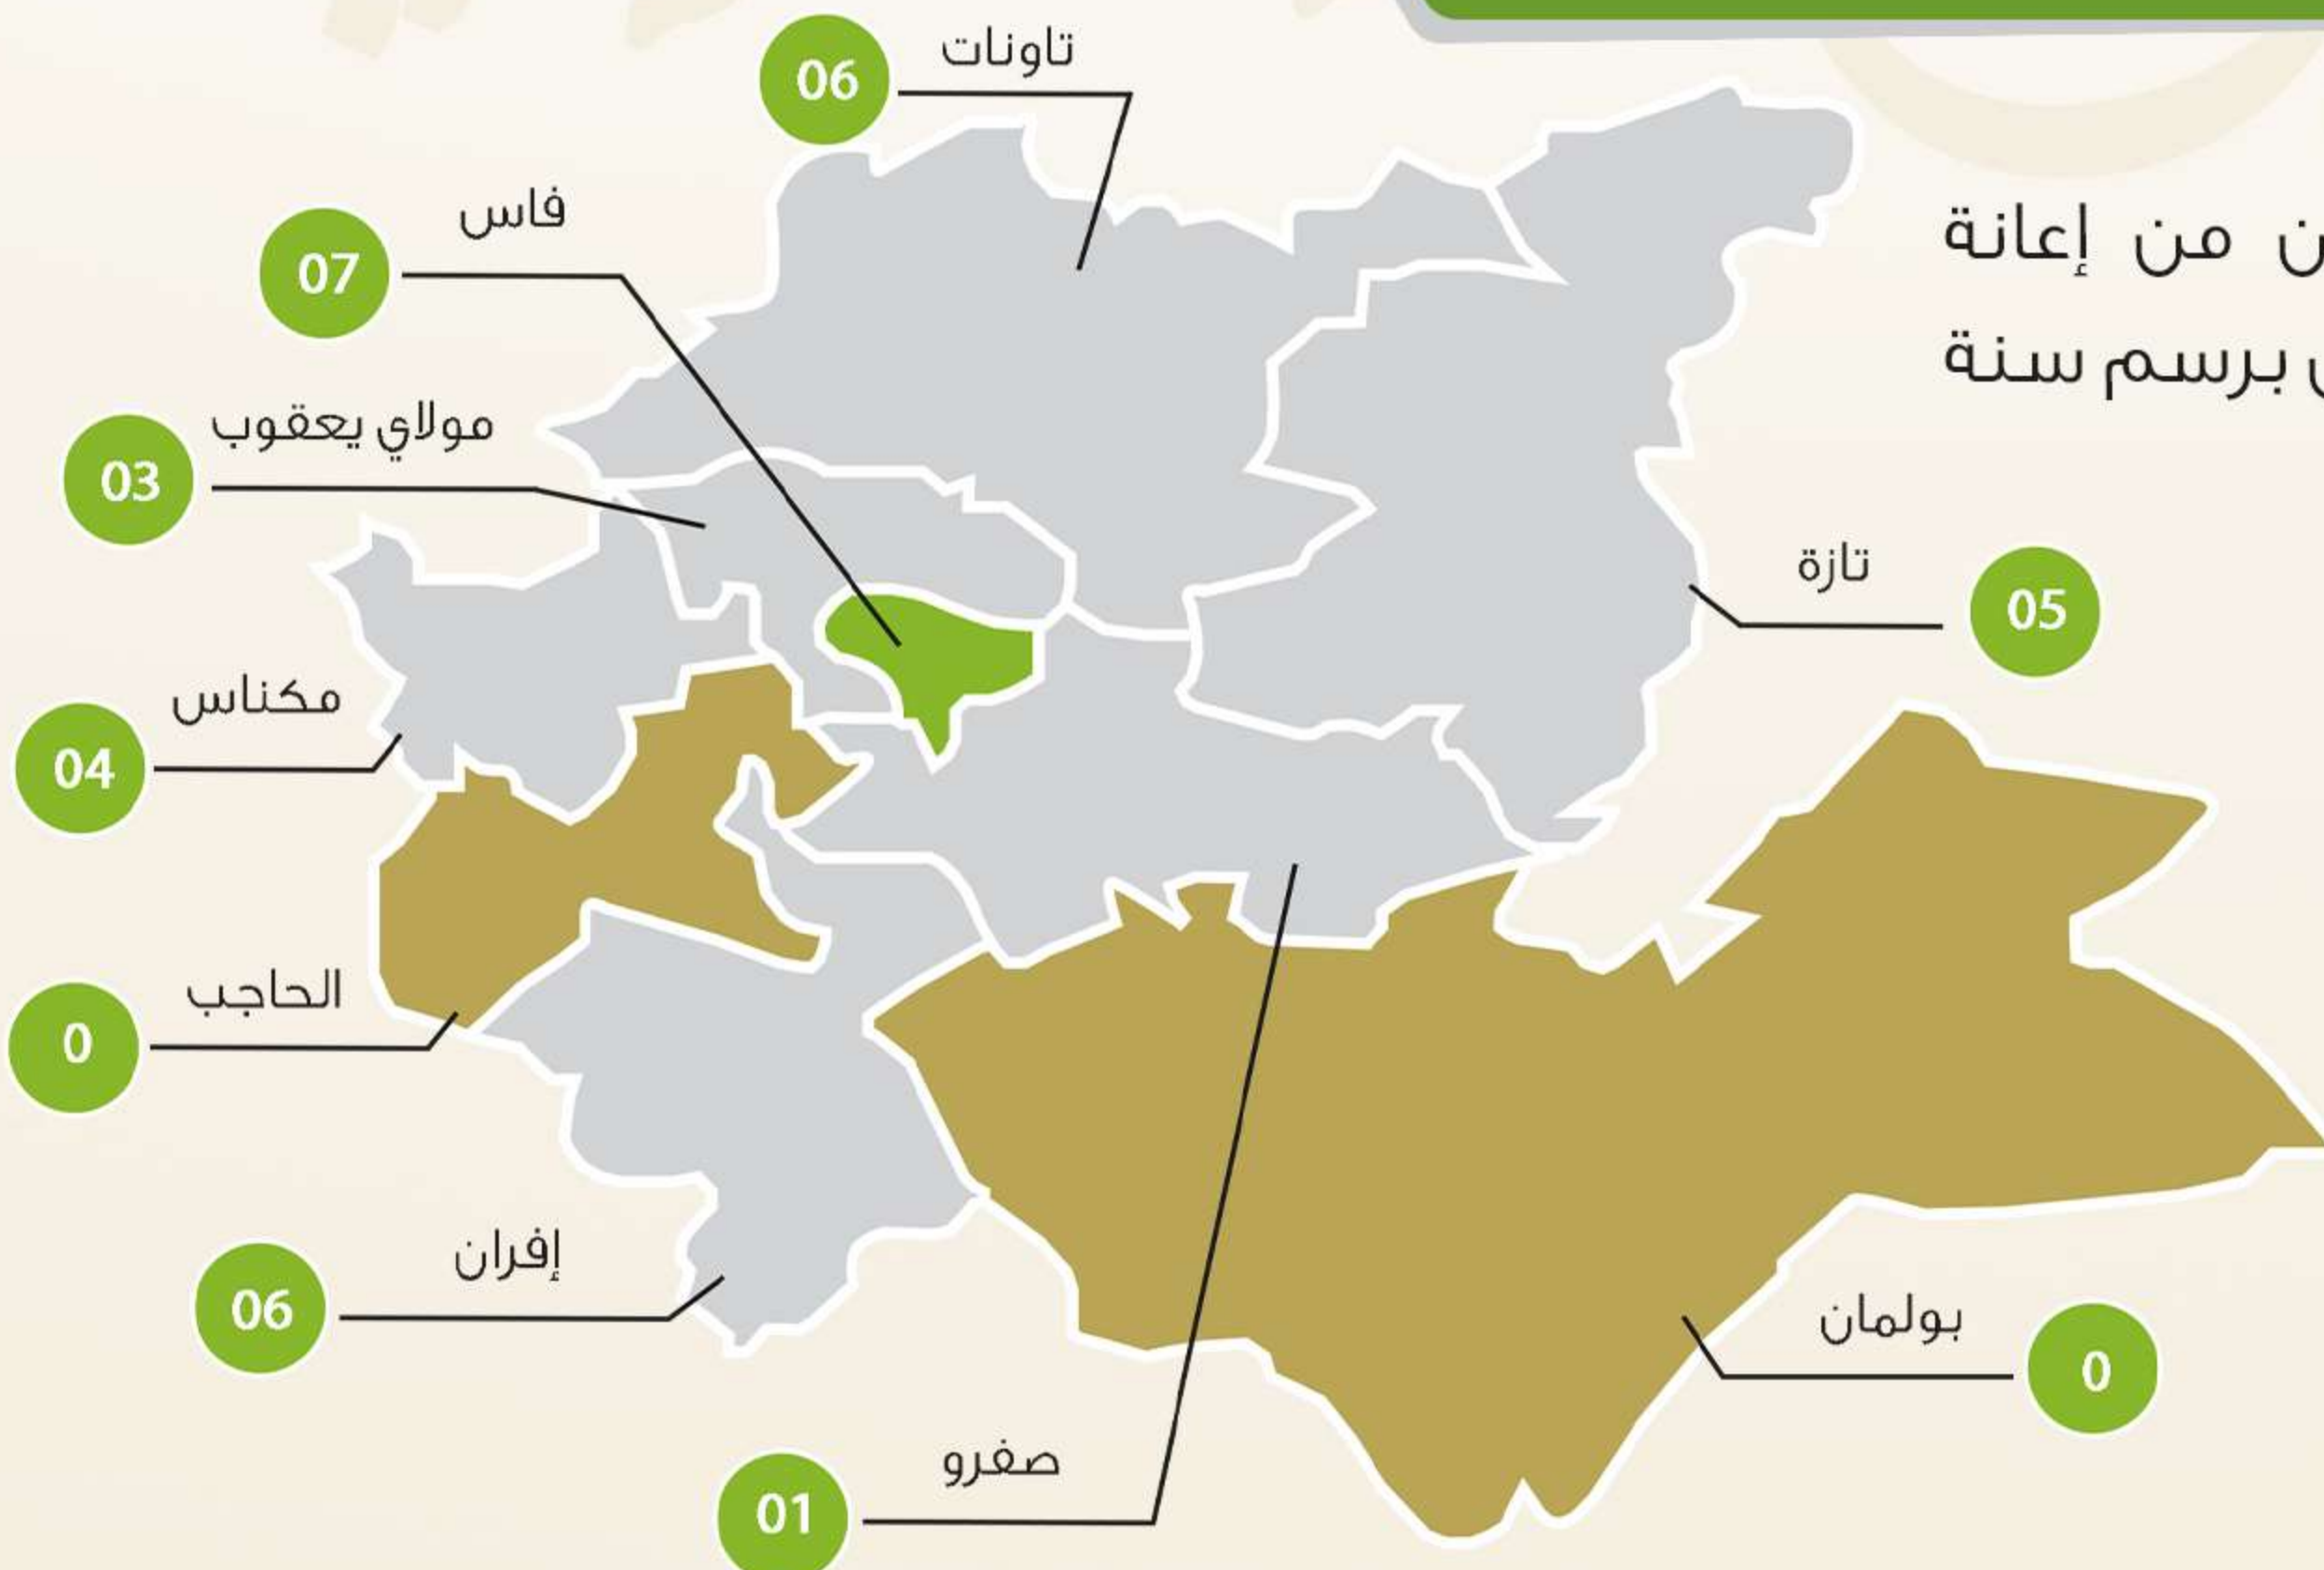 تاونات
06
فاس
07
من إعانة
مولاي يعقوب
03
برسم سنة
تازة
05
مكناس
04
الحاجب
0
إفران
06
بولمان
0
صفرو
01